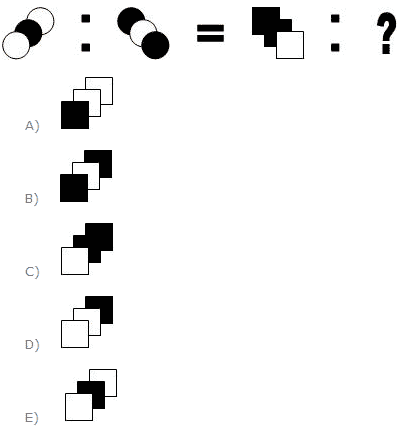 : = : ?
A)
B)
C)
D)
E)